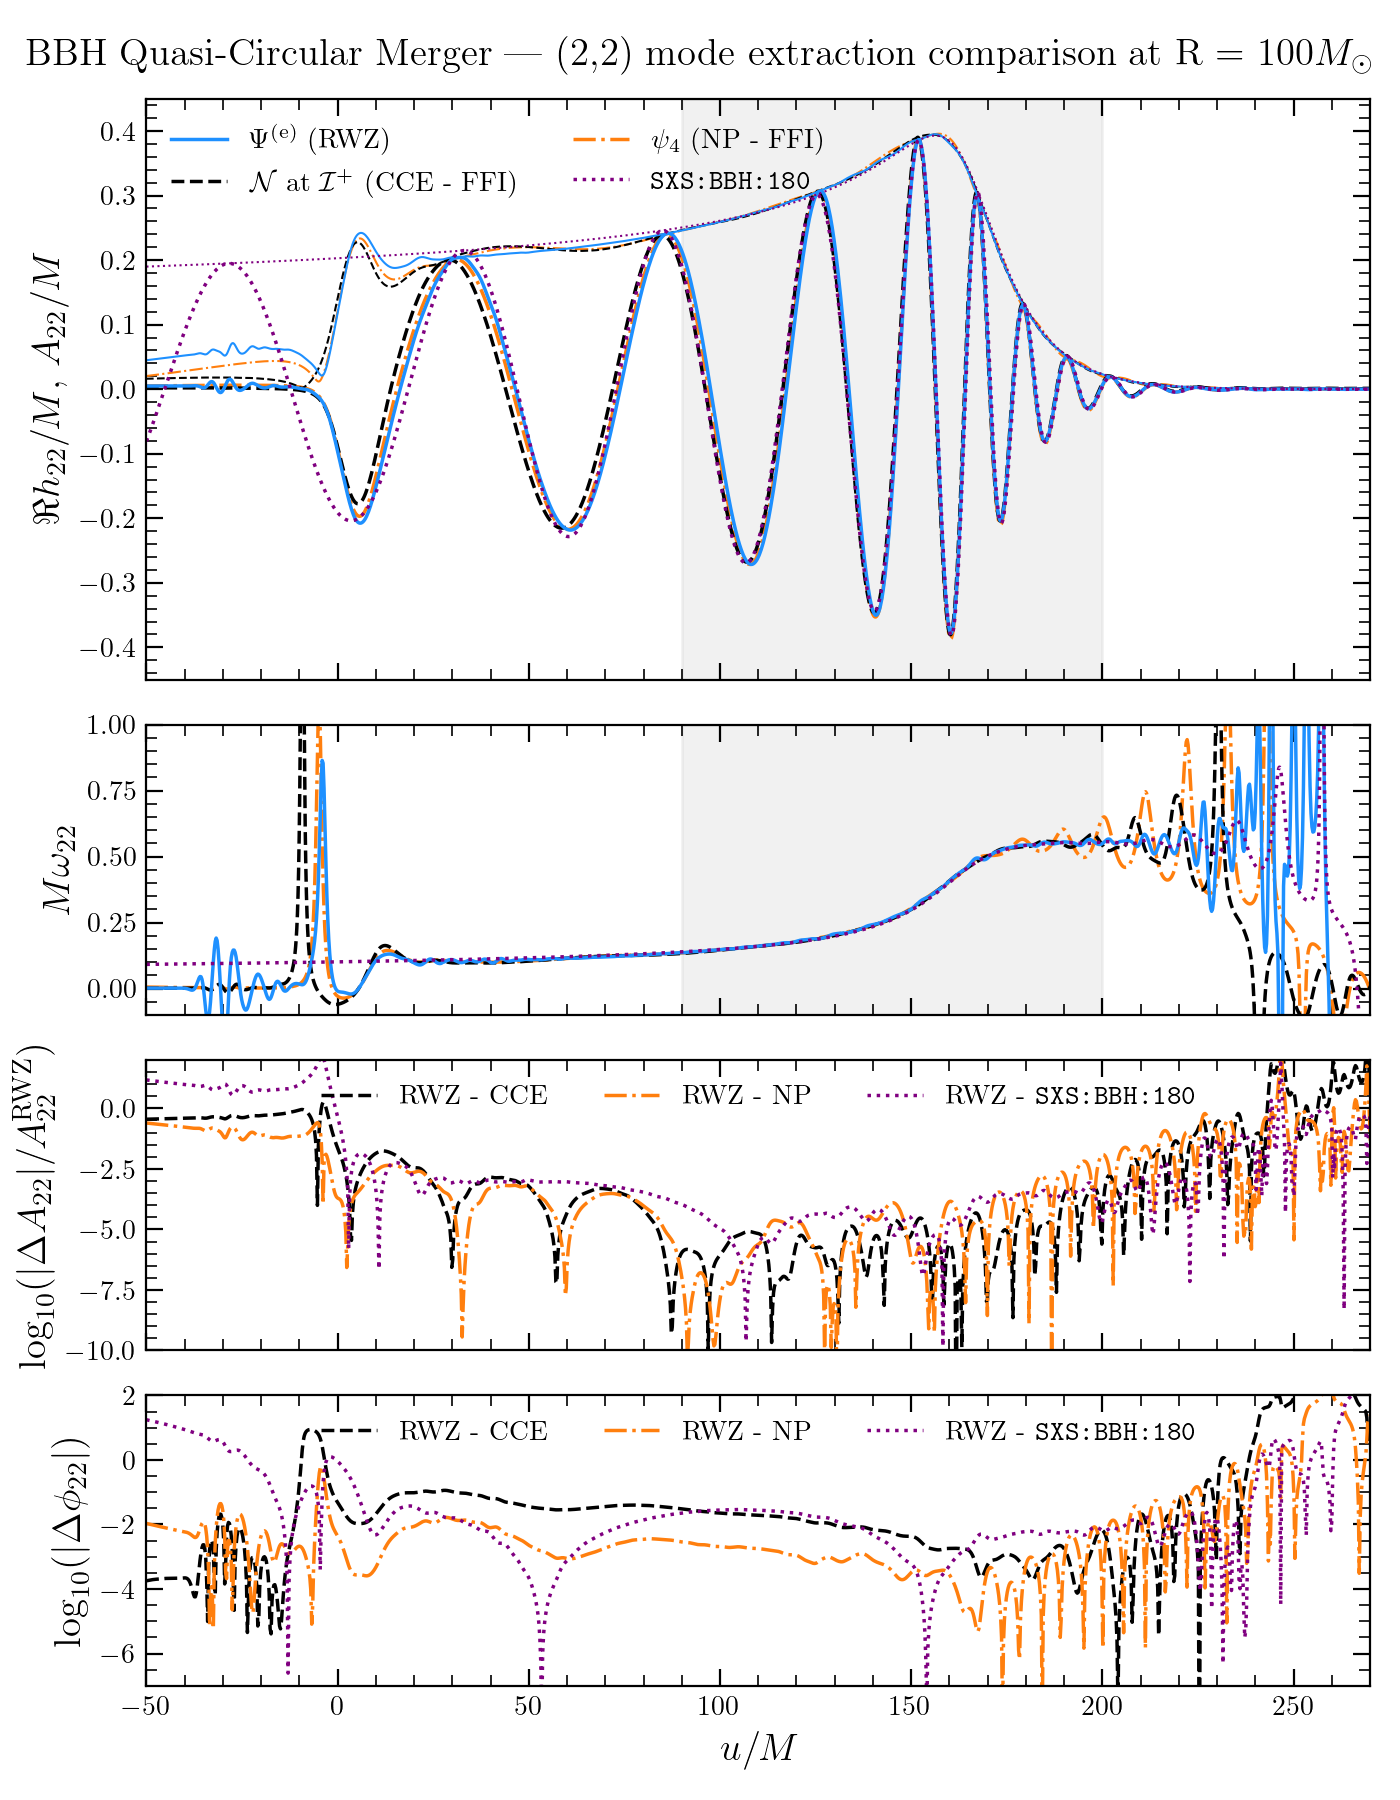 BBH Quasi-Circular Merger — (2,2) mode extraction comparison at R = 100M⊙
Ψ⁽ᵉ⁾ (RWZ)
𝒩 at ℐ⁺ (CCE - FFI)
ψ₄ (NP - FFI)
SXS:BBH:180
ℜh₂₂/M, A₂₂/M
0.4
0.3
0.2
0.1
0.0
−0.1
−0.2
−0.3
−0.4
Mω₂₂
1.00
0.75
0.50
0.25
0.00
log₁₀(|ΔA₂₂|/A₂₂^RWZ)
RWZ - CCE
RWZ - NP
RWZ - SXS:BBH:180
0.0
−2.5
−5.0
−7.5
−10.0
log₁₀(|Δϕ₂₂|)
RWZ - CCE
RWZ - NP
RWZ - SXS:BBH:180
2
0
−2
−4
−6
−50 0 50 100 150 200 250
u/M